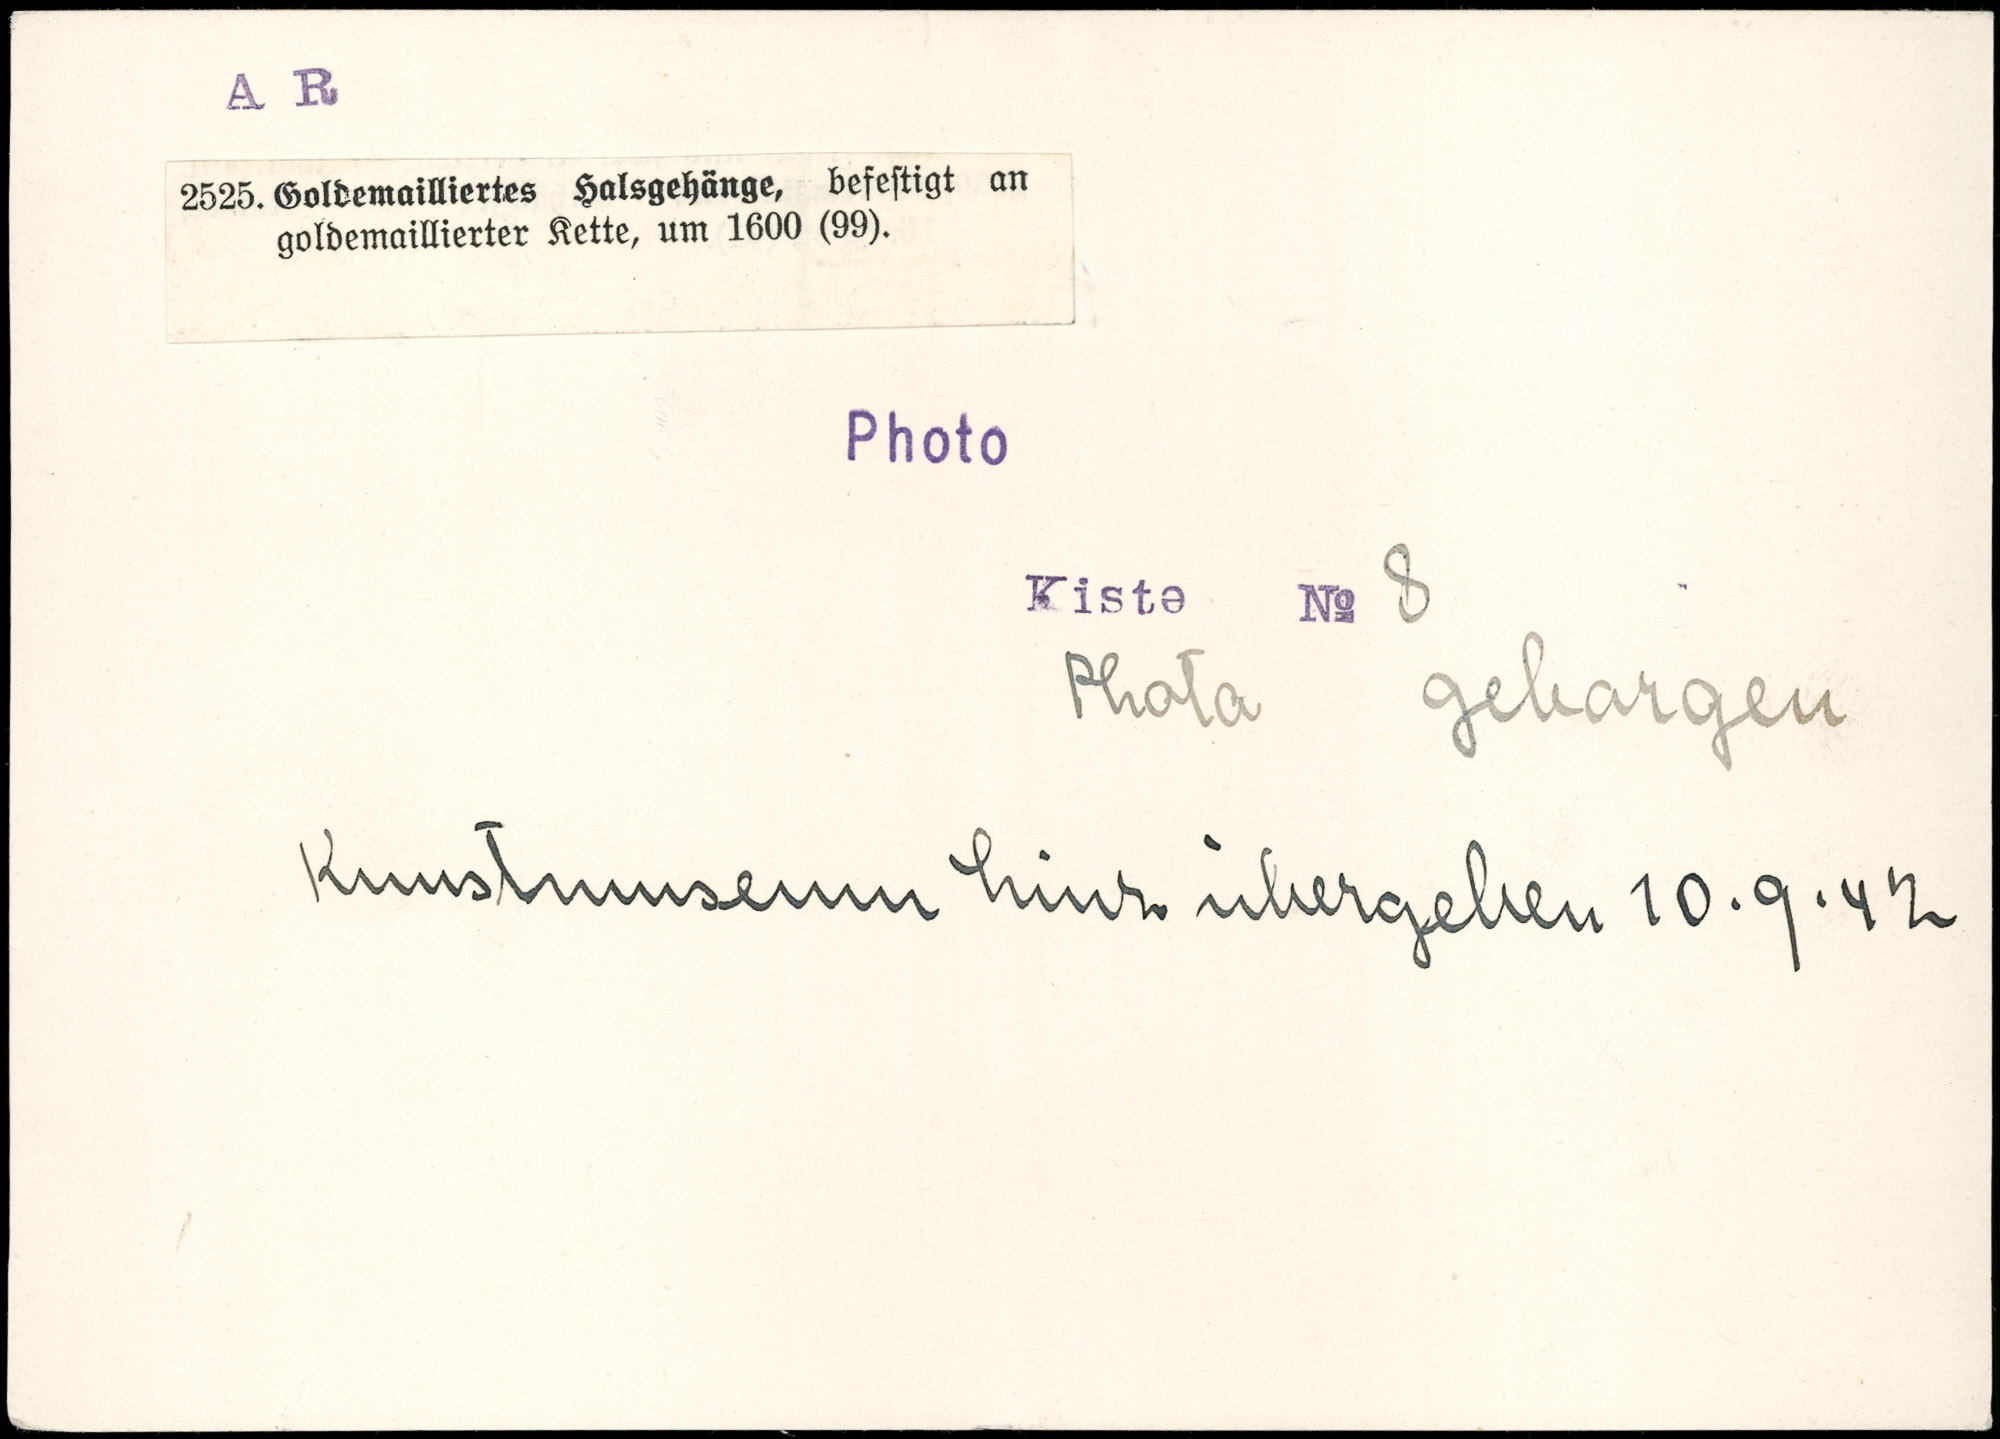 A R
2525. Goldemailliertes Halsgehänge, befestigt an
goldemaillierter Kette, um 1600 (99).
Photo
Kiste № 8
Photo geborgen
Kunstmuseum Linz übergeben 10.9.42